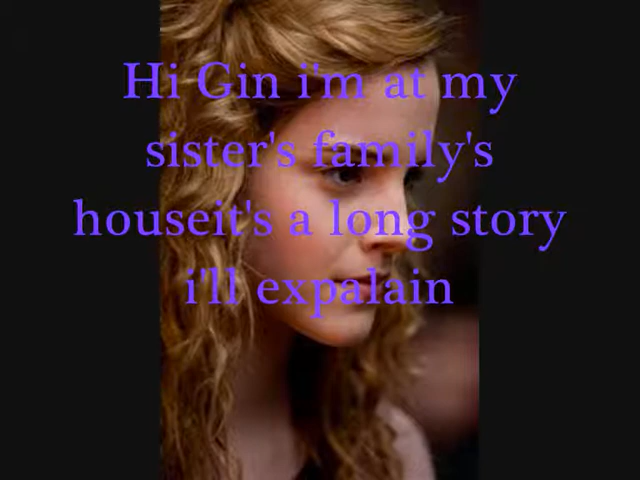 Hi Gin i'm at my
sister's family's
houseit's a long story
i'll expalain